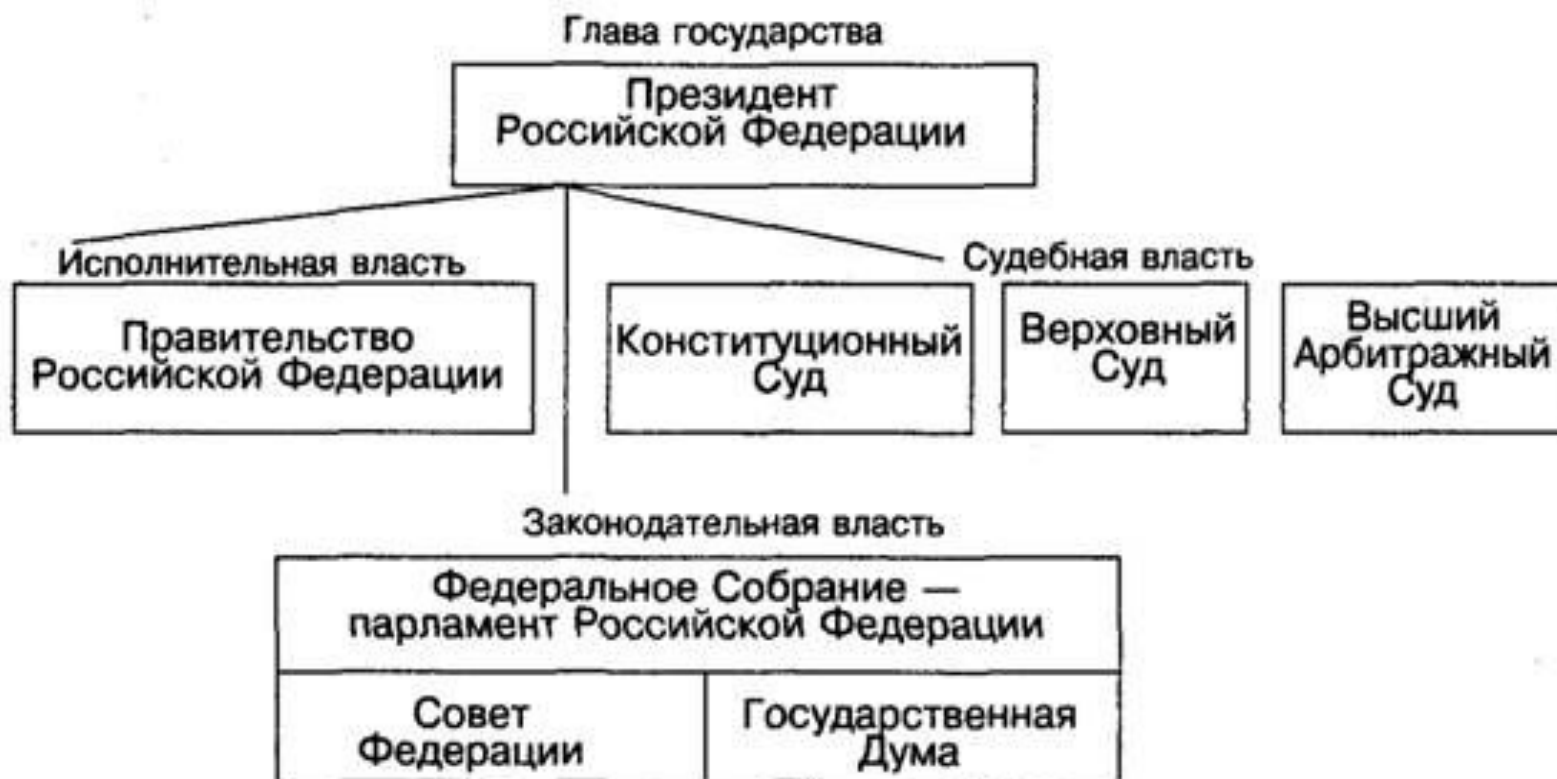 Глава государства
Президент
Российской Федерации
Исполнительная власть
Правительство
Российской Федерации
Судебная власть
Конституционный
Суд
Верховный
Суд
Высший
Арбитражный
Суд
Законодательная власть
Федеральное Собрание —
парламент Российской Федерации
Совет
Федерации
Государственная
Дума